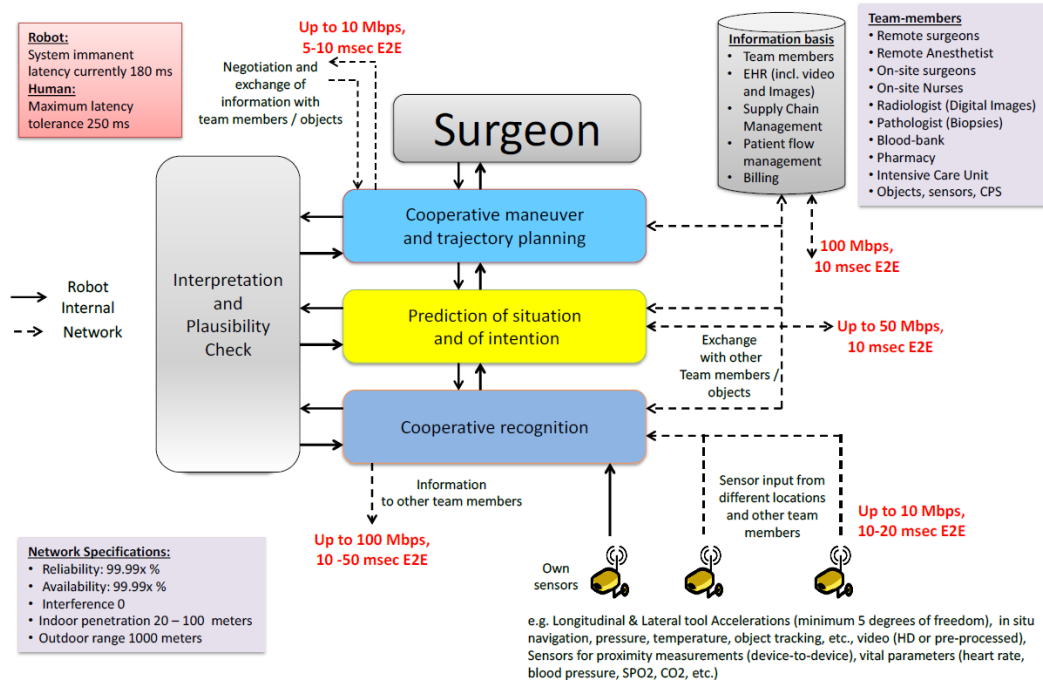 Robot:
System immanent
latency currently 180 ms
Human:
Maximum latency
tolerance 250 ms
Up to 10 Mbps,
5-10 msec E2E
Negotiation and
exchange of
information with
team members / objects
Surgeon
Information basis
• Team members
• EHR (incl. video
and Images)
• Supply Chain
Management
• Patient flow
management
• Billing
Team-members
• Remote surgeons
• Remote Anesthetist
• On-site surgeons
• On-site Nurses
• Radiologist (Digital Images)
• Pathologist (Biopsies)
• Blood-bank
• Pharmacy
• Intensive Care Unit
• Objects, sensors, CPS
Cooperative maneuver
and trajectory planning
100 Mbps,
10 msec E2E
Robot
Internal
Network
Interpretation
and
Plausibility
Check
Prediction of situation
and of intention
Up to 50 Mbps,
10 msec E2E
Exchange
with other
Team members /
objects
Cooperative recognition
Information
to other team members
Up to 100 Mbps,
10 -50 msec E2E
Sensor input from
different locations
and other team
members
Up to 10 Mbps,
10-20 msec E2E
Own
sensors
Network Specifications:
• Reliability: 99.99x %
• Availability: 99.99x %
• Interference 0
• Indoor penetration 20 – 100 meters
• Outdoor range 1000 meters
e.g. Longitudinal & Lateral tool Accelerations (minimum 5 degrees of freedom), in situ
navigation, pressure, temperature, object tracking, etc., video (HD or pre-processed),
Sensors for proximity measurements (device-to-device), vital parameters (heart rate,
blood pressure, SPO2, CO2, etc.)